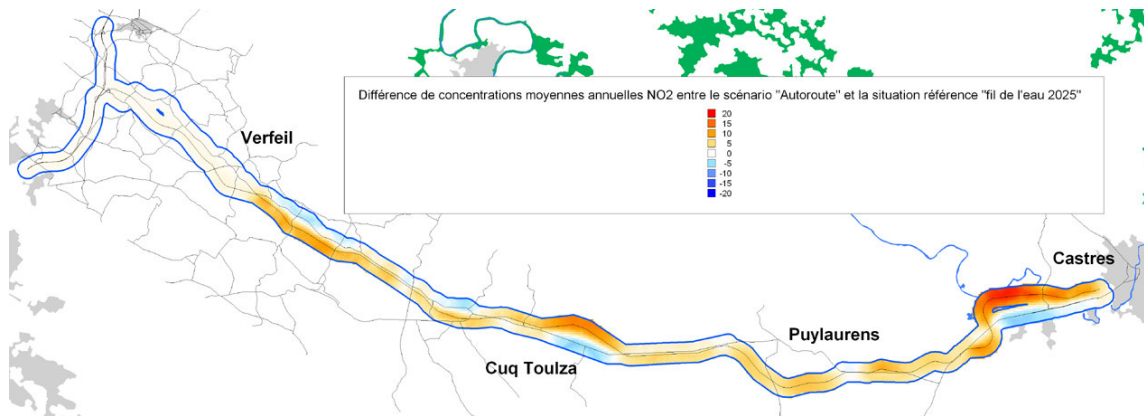 Différence de concentrations moyennes annuelles NO2 entre le scénario "Autoroute" et la situation référence "fil de l'eau 2025"
20
15
10
5
0
-5
-10
-15
-20
Verfeil
Castres
Puylaurens
Cuq Toulza